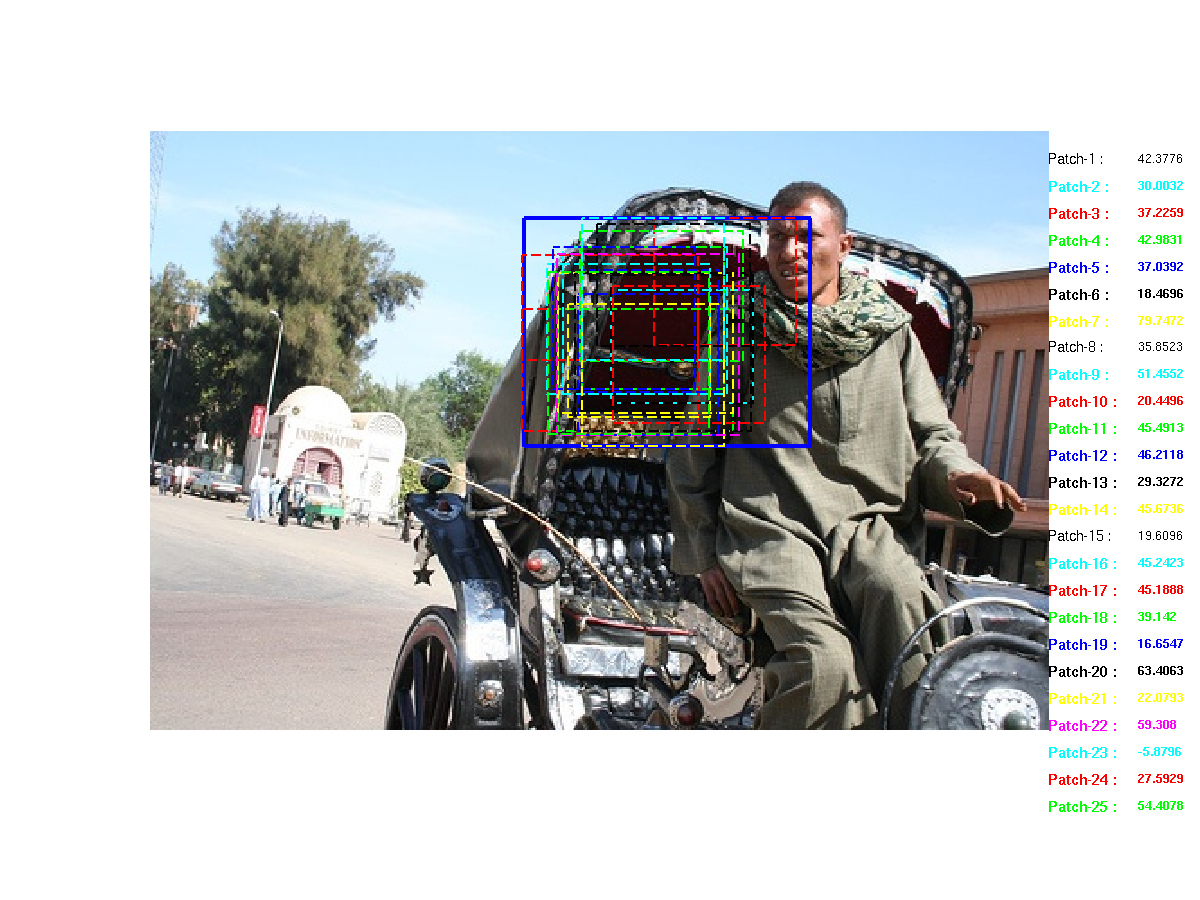 INFORMATION
Patch-1 : 42.3776
Patch-2 : 30.0032
Patch-3 : 37.2259
Patch-4 : 42.9831
Patch-5 : 37.0392
Patch-6 : 18.4696
Patch-7 : 79.7472
Patch-8 : 35.8523
Patch-9 : 51.4552
Patch-10 : 20.4496
Patch-11 : 45.4913
Patch-12 : 46.2118
Patch-13 : 29.3272
Patch-14 : 45.6736
Patch-15 : 19.6096
Patch-16 : 45.2423
Patch-17 : 45.1888
Patch-18 : 39.142
Patch-19 : 16.6547
Patch-20 : 63.4063
Patch-21 : 22.0793
Patch-22 : 59.308
Patch-23 : -5.8796
Patch-24 : 27.5929
Patch-25 : 54.4078